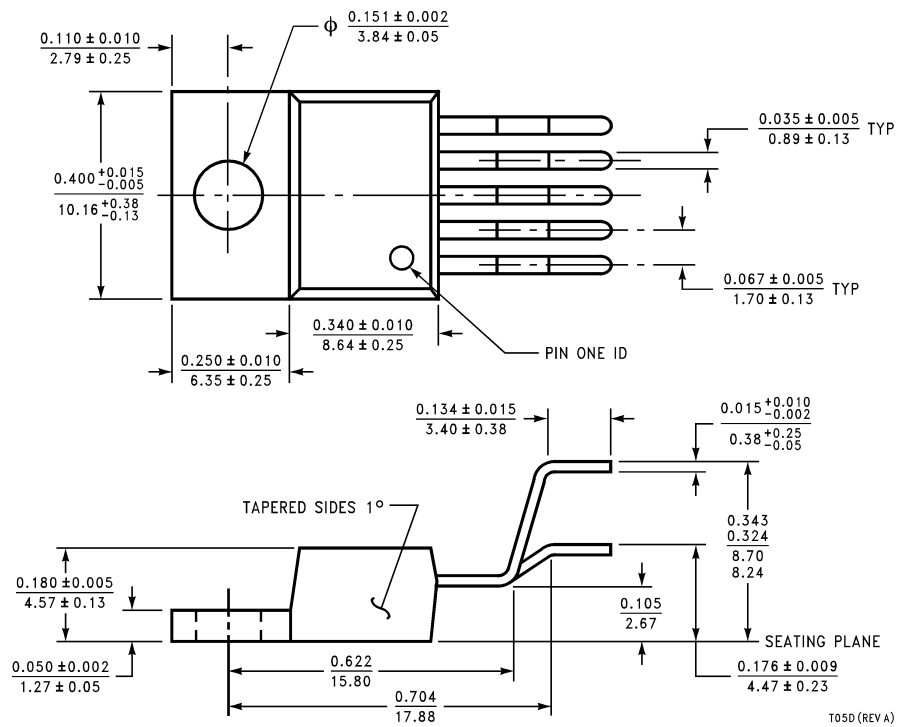 ϕ 0.151 ± 0.002
3.84 ± 0.05
0.110 ± 0.010
2.79 ± 0.25
0.035 ± 0.005
0.89 ± 0.13 TYP
0.400 +0.015 -0.005
10.16 +0.38 -0.13
0.067 ± 0.005
1.70 ± 0.13 TYP
0.340 ± 0.010
8.64 ± 0.25
PIN ONE ID
0.250 ± 0.010
6.35 ± 0.25
0.134 ± 0.015
3.40 ± 0.38
0.015 +0.010 -0.002
0.38 +0.25 -0.05
TAPERED SIDES 1°
0.343
0.324
8.70
8.24
0.180 ± 0.005
4.57 ± 0.13
0.105
2.67
SEATING PLANE
0.050 ± 0.002
1.27 ± 0.05
0.622
15.80
0.176 ± 0.009
4.47 ± 0.23
0.704
17.88
T05D (REV A)